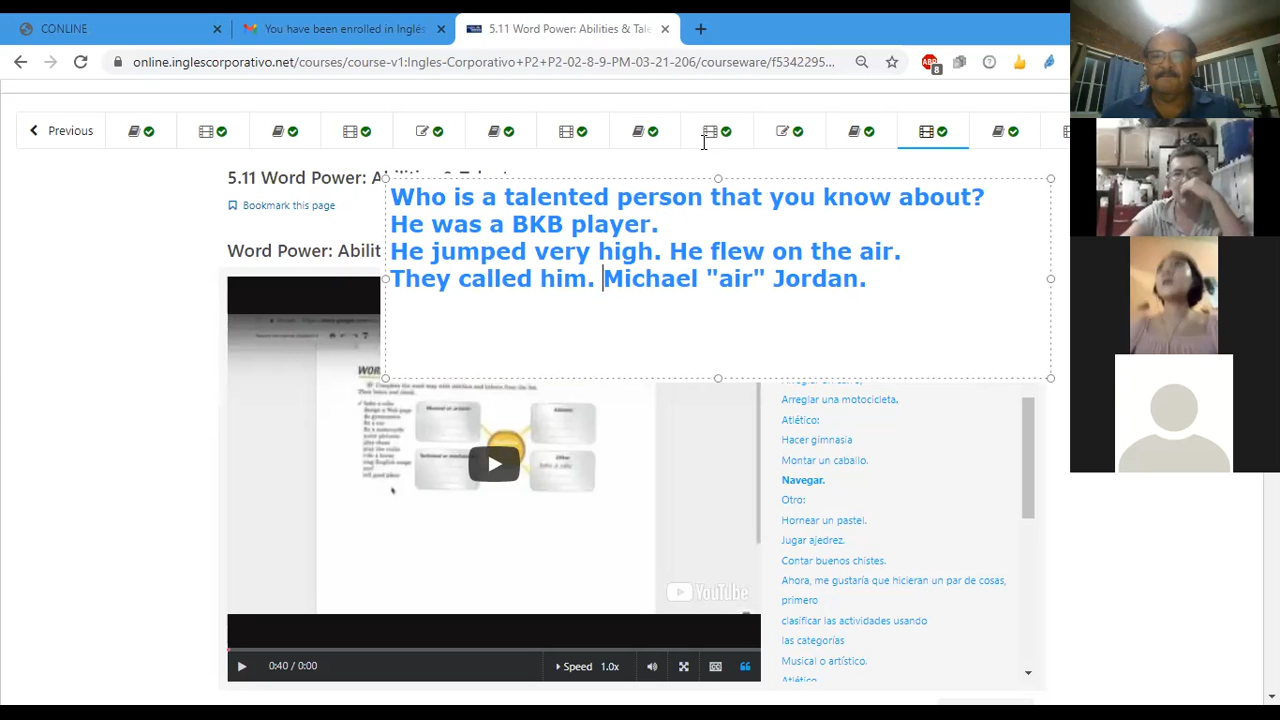 CONLINE
You have been enrolled in Inglés
5.11 Word Power: Abilities & Tale
online.inglescorporativo.net/courses/course-v1:Ingles-Corporativo+P2+P2-02-8-9-PM-03-21-206/courseware/f5342295...
8
Previous
5.11 Word Power: A
Bookmark this page
Word Power: Abilit
Who is a talented person that you know about?
He was a BKB player.
He jumped very high. He flew on the air.
They called him. Michael "air" Jordan.
Arreglar una motocicleta.
Atlético:
Hacer gimnasia
Montar un caballo.
Navegar.
Otro:
Hornear un pastel.
Jugar ajedrez.
Contar buenos chistes.
Ahora, me gustaría que hicieran un par de cosas,
primero
clasificar las actividades usando
las categorías
Musical o artístico.
Atlético
YouTube
0:40 / 0:00
Speed 1.0x